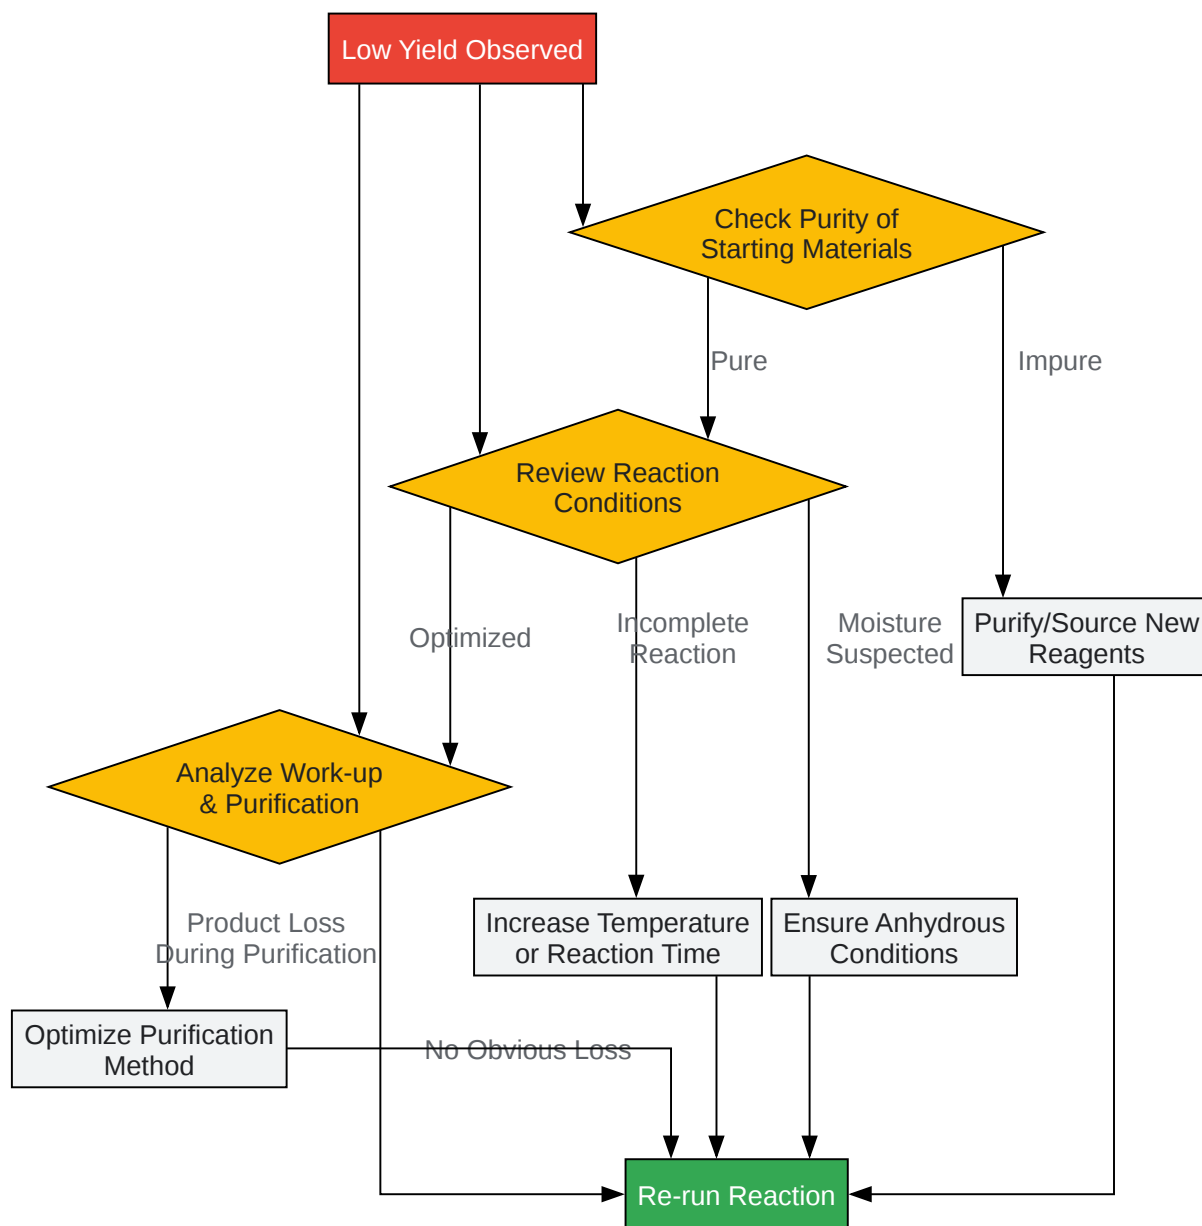 Low Yield Observed
Check Purity of
Starting Materials
Pure
Impure
Review Reaction
Conditions
Optimized
Incomplete
Reaction
Moisture
Suspected
Purify/Source New
Reagents
Analyze Work-up
& Purification
Product Loss
During Purification
Increase Temperature
or Reaction Time
Ensure Anhydrous
Conditions
Optimize Purification
Method
No Obvious Loss
Re-run Reaction